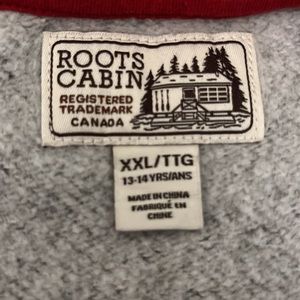 ROOTS
CABIN
REGISTERED
TRADEMARK
CANADA
XXL/TTG
13-14 YRS/ANS
MADE IN CHINA
FABRIQUÉ EN
CHINE